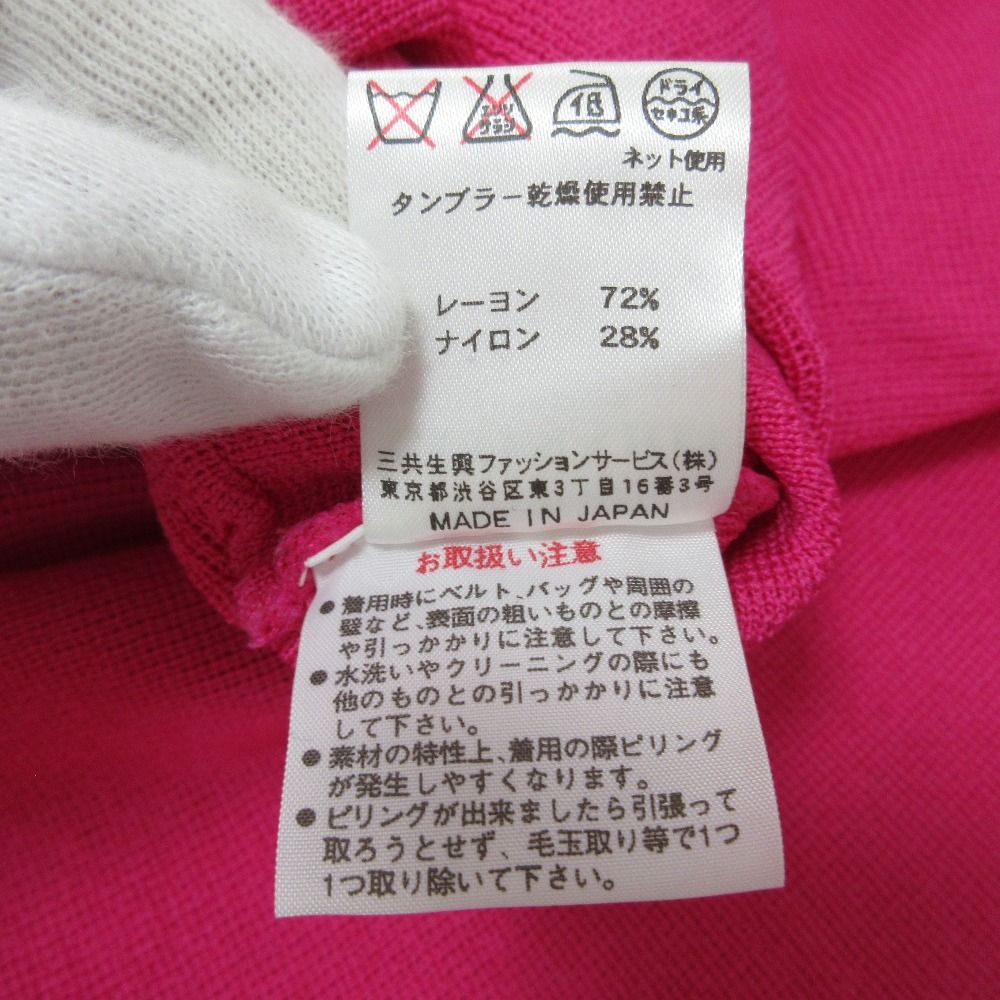 エンソ
サラシ
低
ドライ
セキユ系
ネット使用
タンブラー乾燥使用禁止
レーヨン 72%
ナイロン 28%
三共生興ファッションサービス(株)
東京都渋谷区東3丁目16番3号
MADE IN JAPAN
お取扱い注意
●着用時にベルト、バッグや周囲の
壁など、表面の粗いものとの摩擦
や引っかかりに注意して下さい。
●水洗いやクリーニングの際にも
他のものとの引っかかりに注意
して下さい。
●素材の特性上、着用の際ピリング
が発生しやすくなります。
●ピリングが出来ましたら引張って
取ろうとせず、毛玉取り等で1つ
1つ取り除いて下さい。